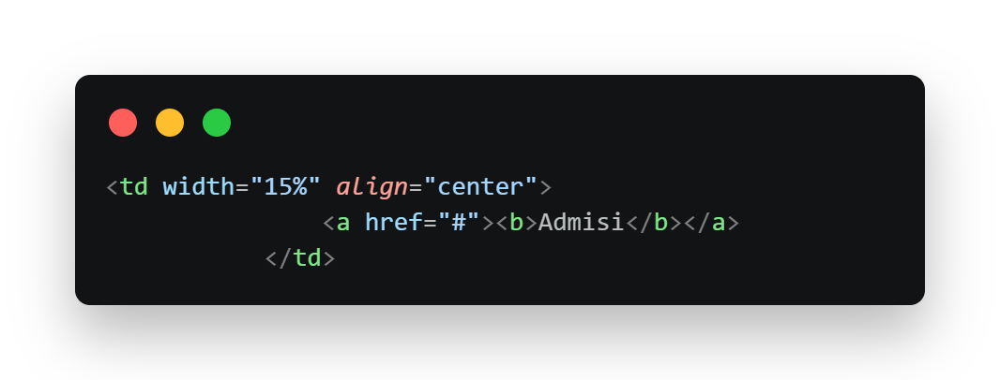 <td width="15%" align="center">
<a href="#"><b>Admisi</b></a>
</td>